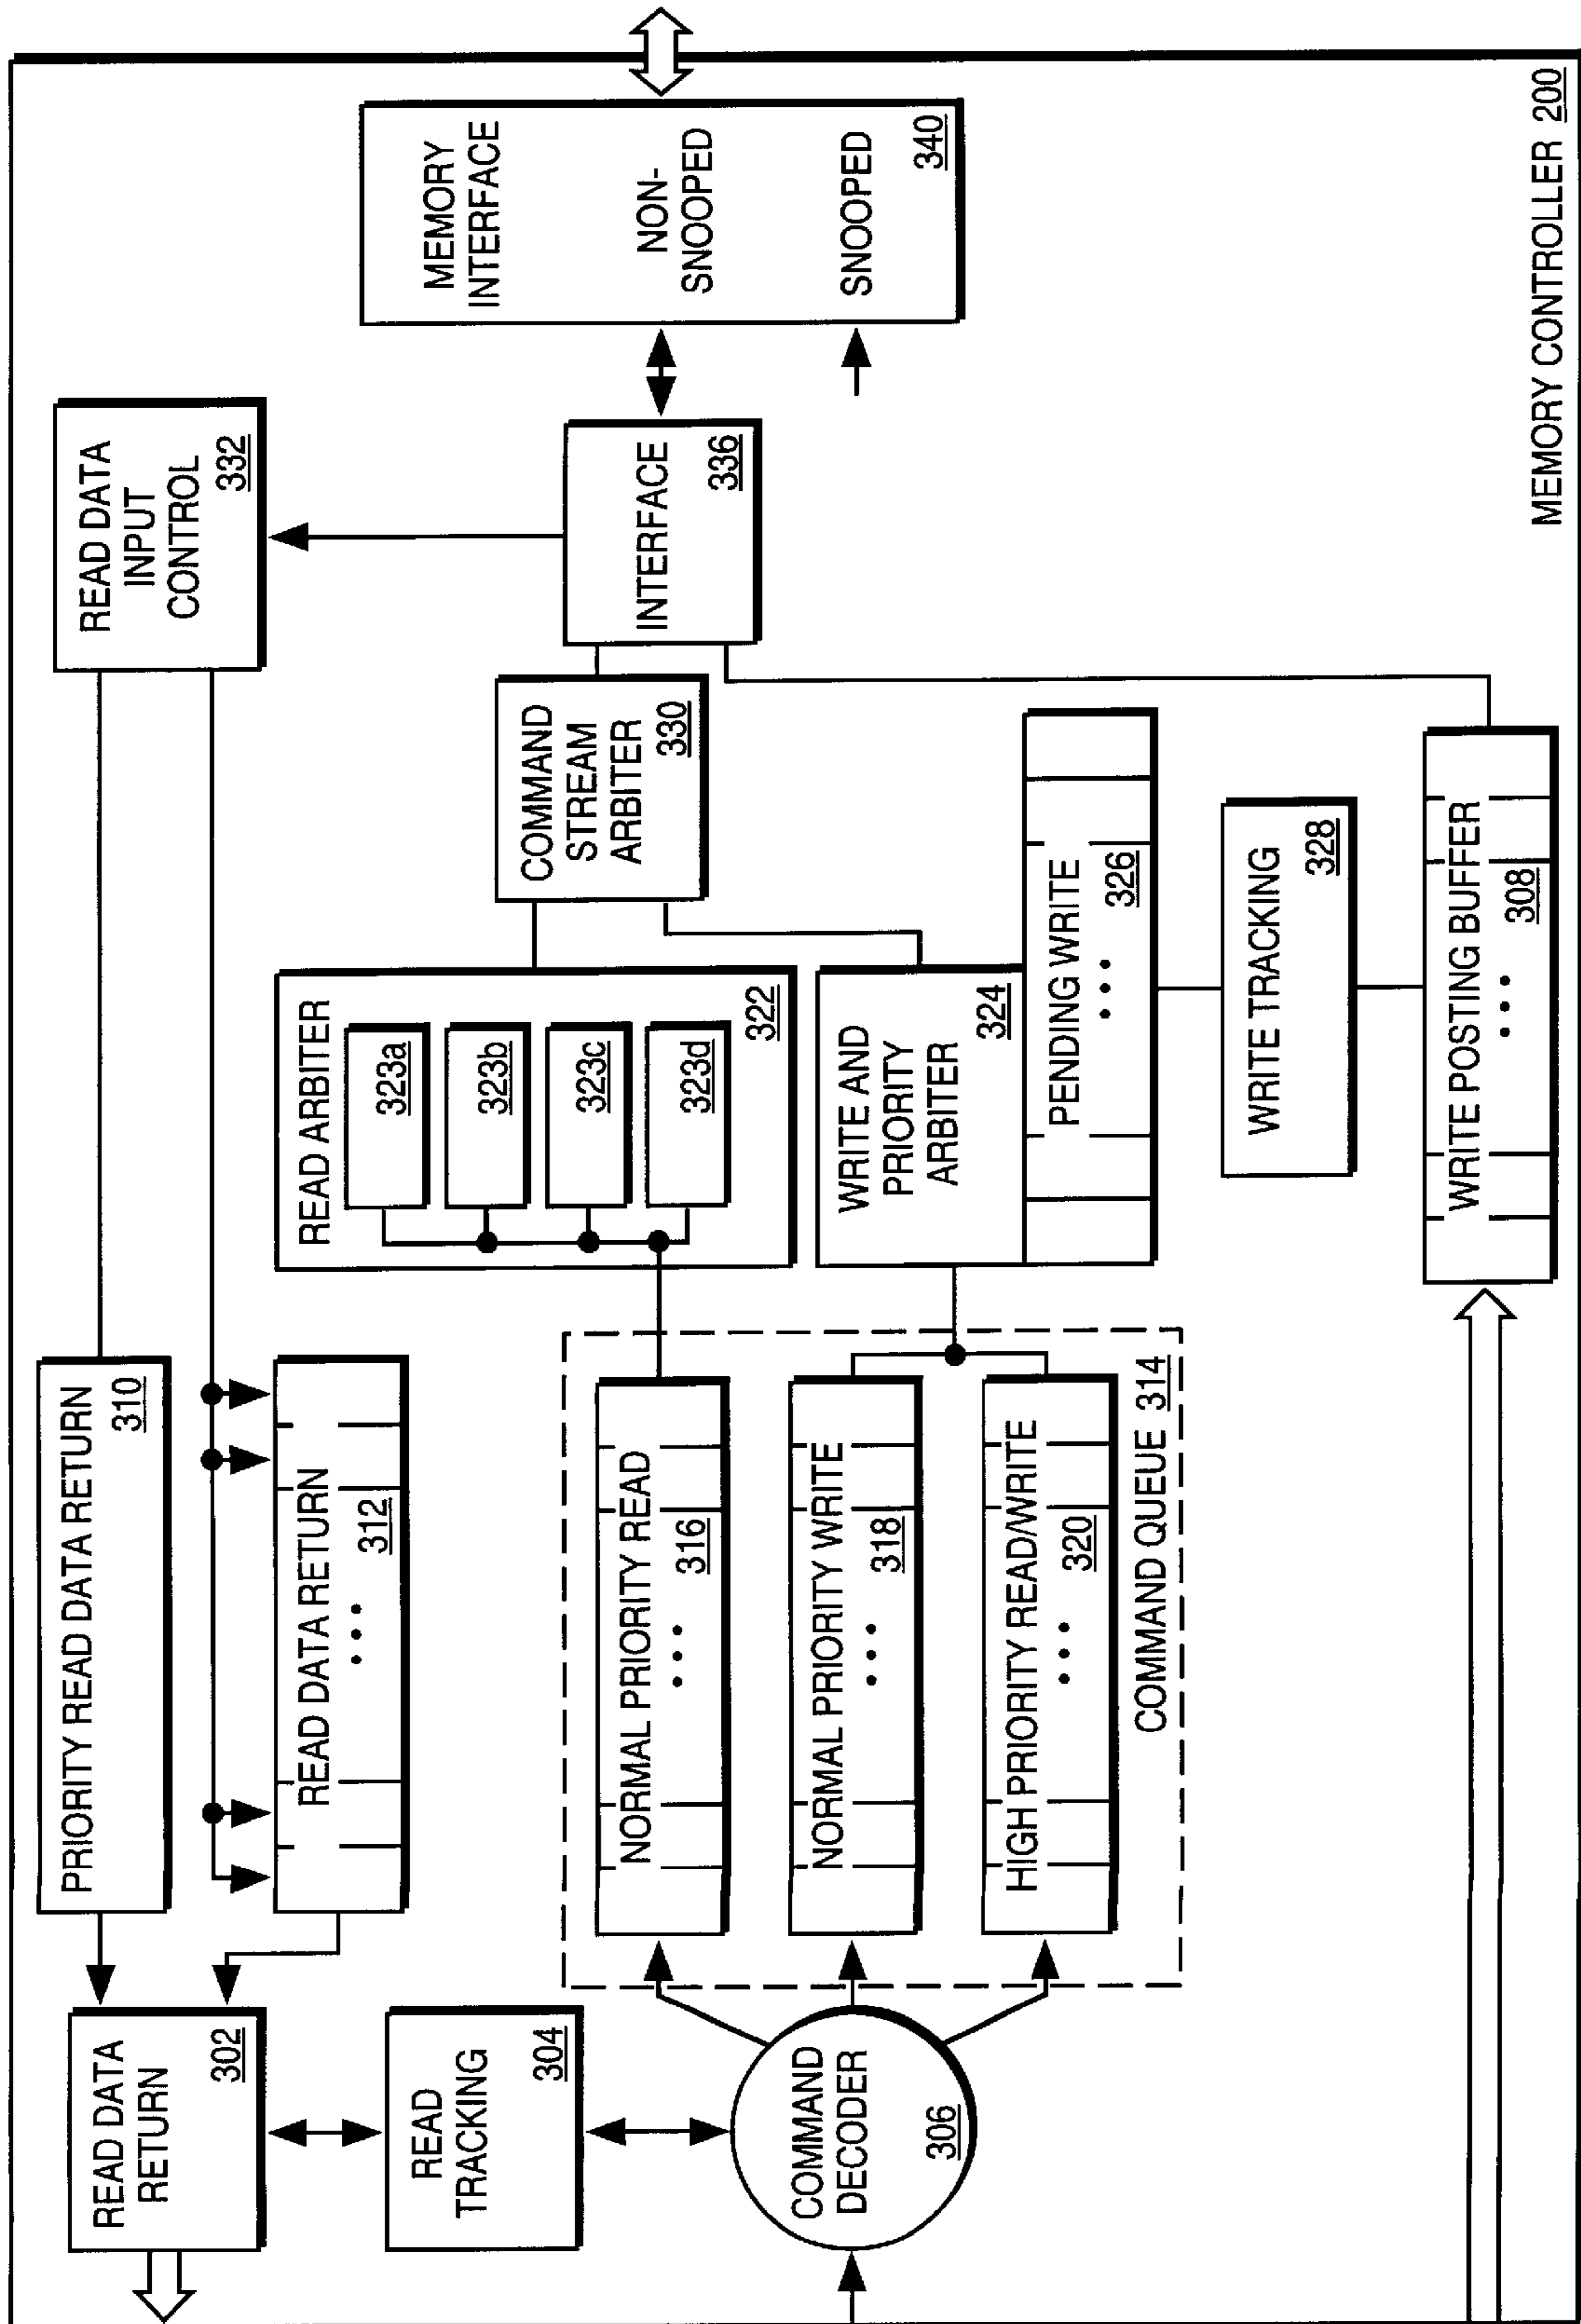 READ DATA
RETURN
302
PRIORITY READ DATA RETURN
310
READ DATA
INPUT
CONTROL
332
READ DATA RETURN
312
READ
TRACKING
304
READ ARBITER
323a
323b
323c
323d
322
COMMAND
STREAM
ARBITER
330
INTERFACE
336
MEMORY
INTERFACE
NON-
SNOOPED
SNOOPED
340
COMMAND
DECODER
306
NORMAL PRIORITY READ
316
NORMAL PRIORITY WRITE
318
HIGH PRIORITY READ/WRITE
320
COMMAND QUEUE 314
WRITE AND
PRIORITY
ARBITER
324
PENDING WRITE
326
WRITE TRACKING
328
WRITE POSTING BUFFER
308
MEMORY CONTROLLER 200